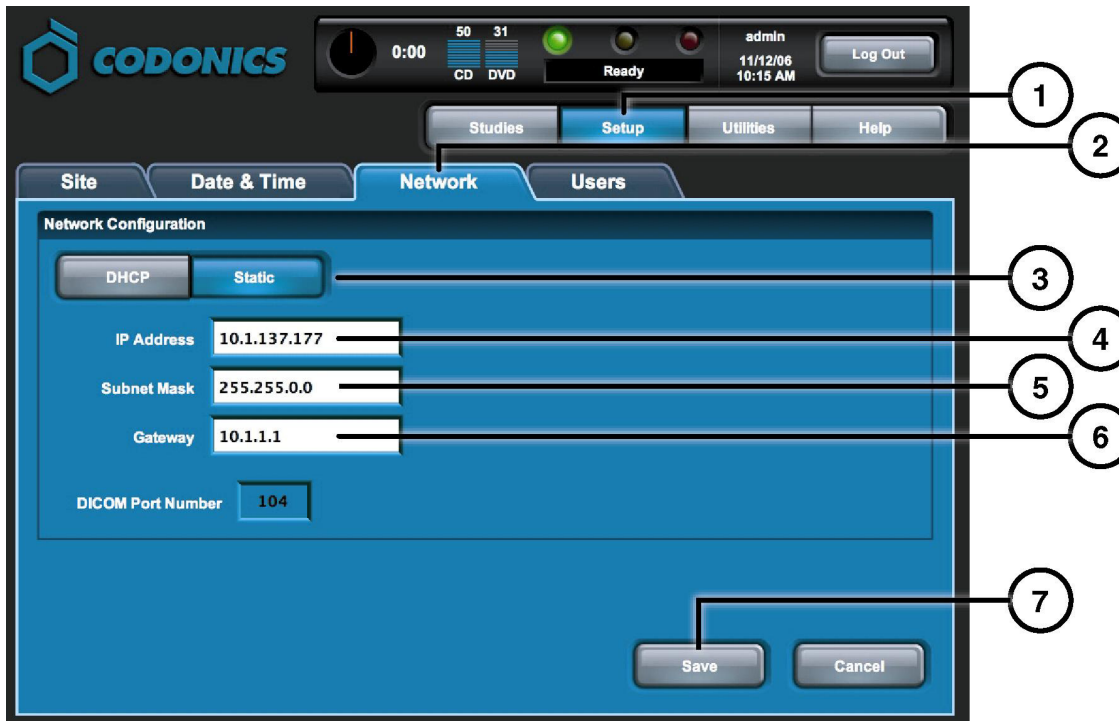 CODONICS
0:00
50 31
CD DVD
Ready
admin
11/12/06
10:15 AM
Log Out
Studies Setup Utilities Help
1
2
Site Date & Time Network Users
Network Configuration
DHCP Static
3
IP Address 10.1.137.177
4
Subnet Mask 255.255.0.0
5
Gateway 10.1.1.1
6
DICOM Port Number 104
7
Save Cancel